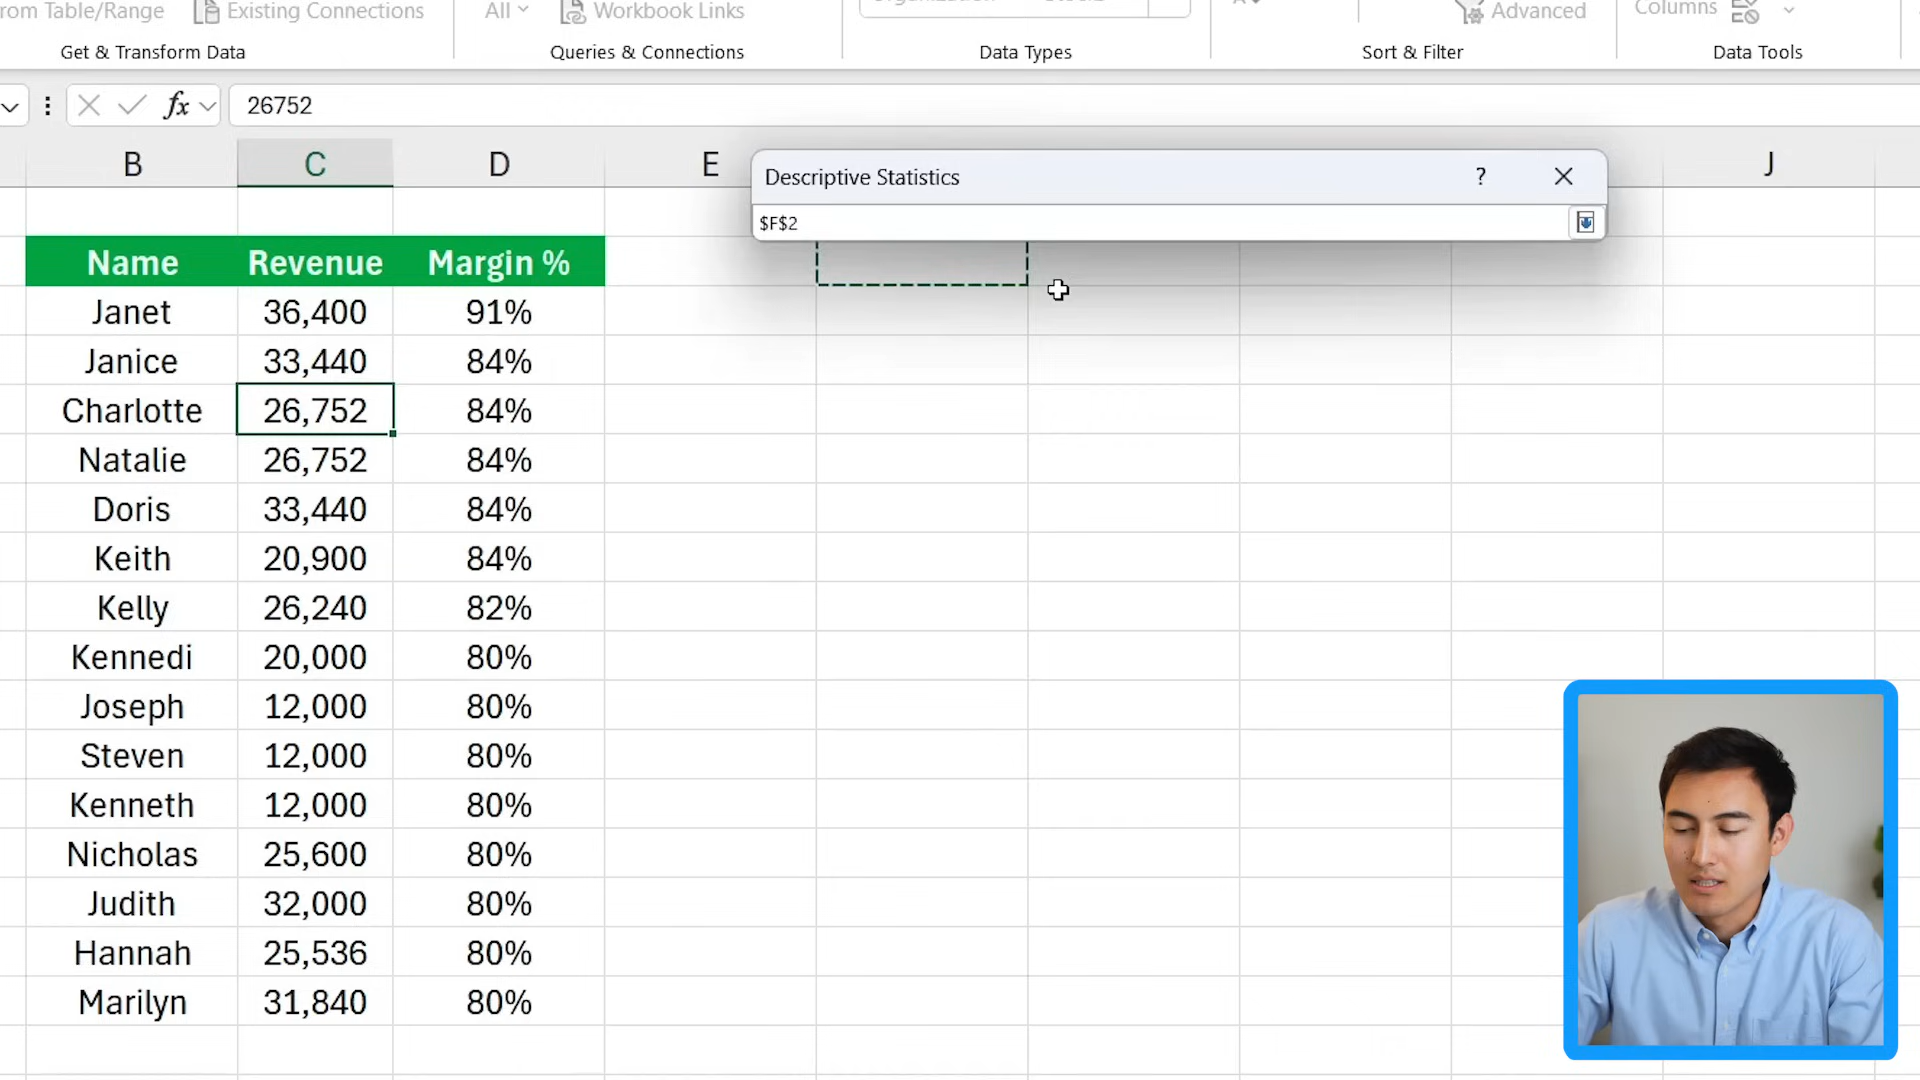 rom Table/Range Existing Connections All Workbook Links Advanced Columns
Get & Transform Data Queries & Connections Data Types Sort & Filter Data Tools
fx 26752
B C D E J
Descriptive Statistics ?
$F$2
Name Revenue Margin %
Janet 36,400 91%
Janice 33,440 84%
Charlotte 26,752 84%
Natalie 26,752 84%
Doris 33,440 84%
Keith 20,900 84%
Kelly 26,240 82%
Kennedi 20,000 80%
Joseph 12,000 80%
Steven 12,000 80%
Kenneth 12,000 80%
Nicholas 25,600 80%
Judith 32,000 80%
Hannah 25,536 80%
Marilyn 31,840 80%